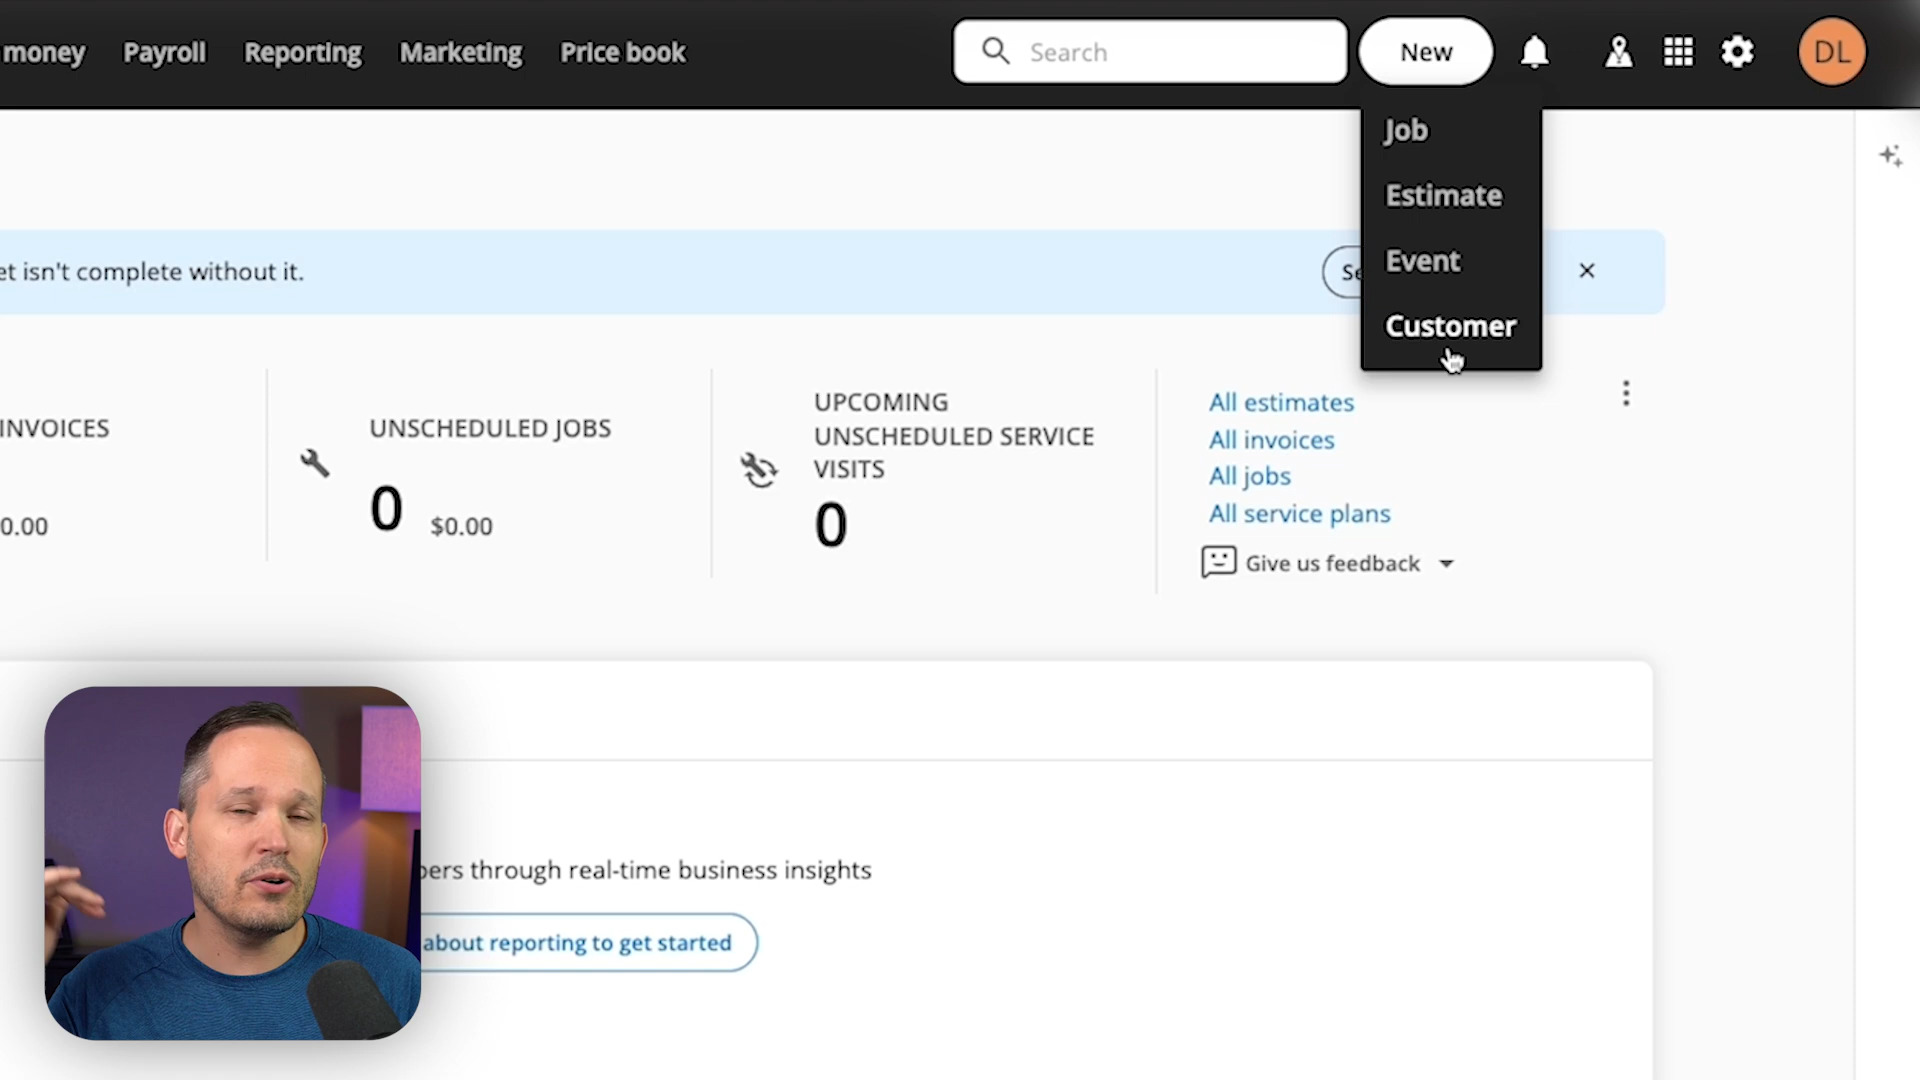 money Payroll Reporting Marketing Price book Search New DL
Job
Estimate
Event
Customer
et isn't complete without it.
INVOICES
0.00
UNSCHEDULED JOBS
0 $0.00
UPCOMING
UNSCHEDULED SERVICE
VISITS
0
All estimates
All invoices
All jobs
All service plans
Give us feedback
through real-time business insights
about reporting to get started